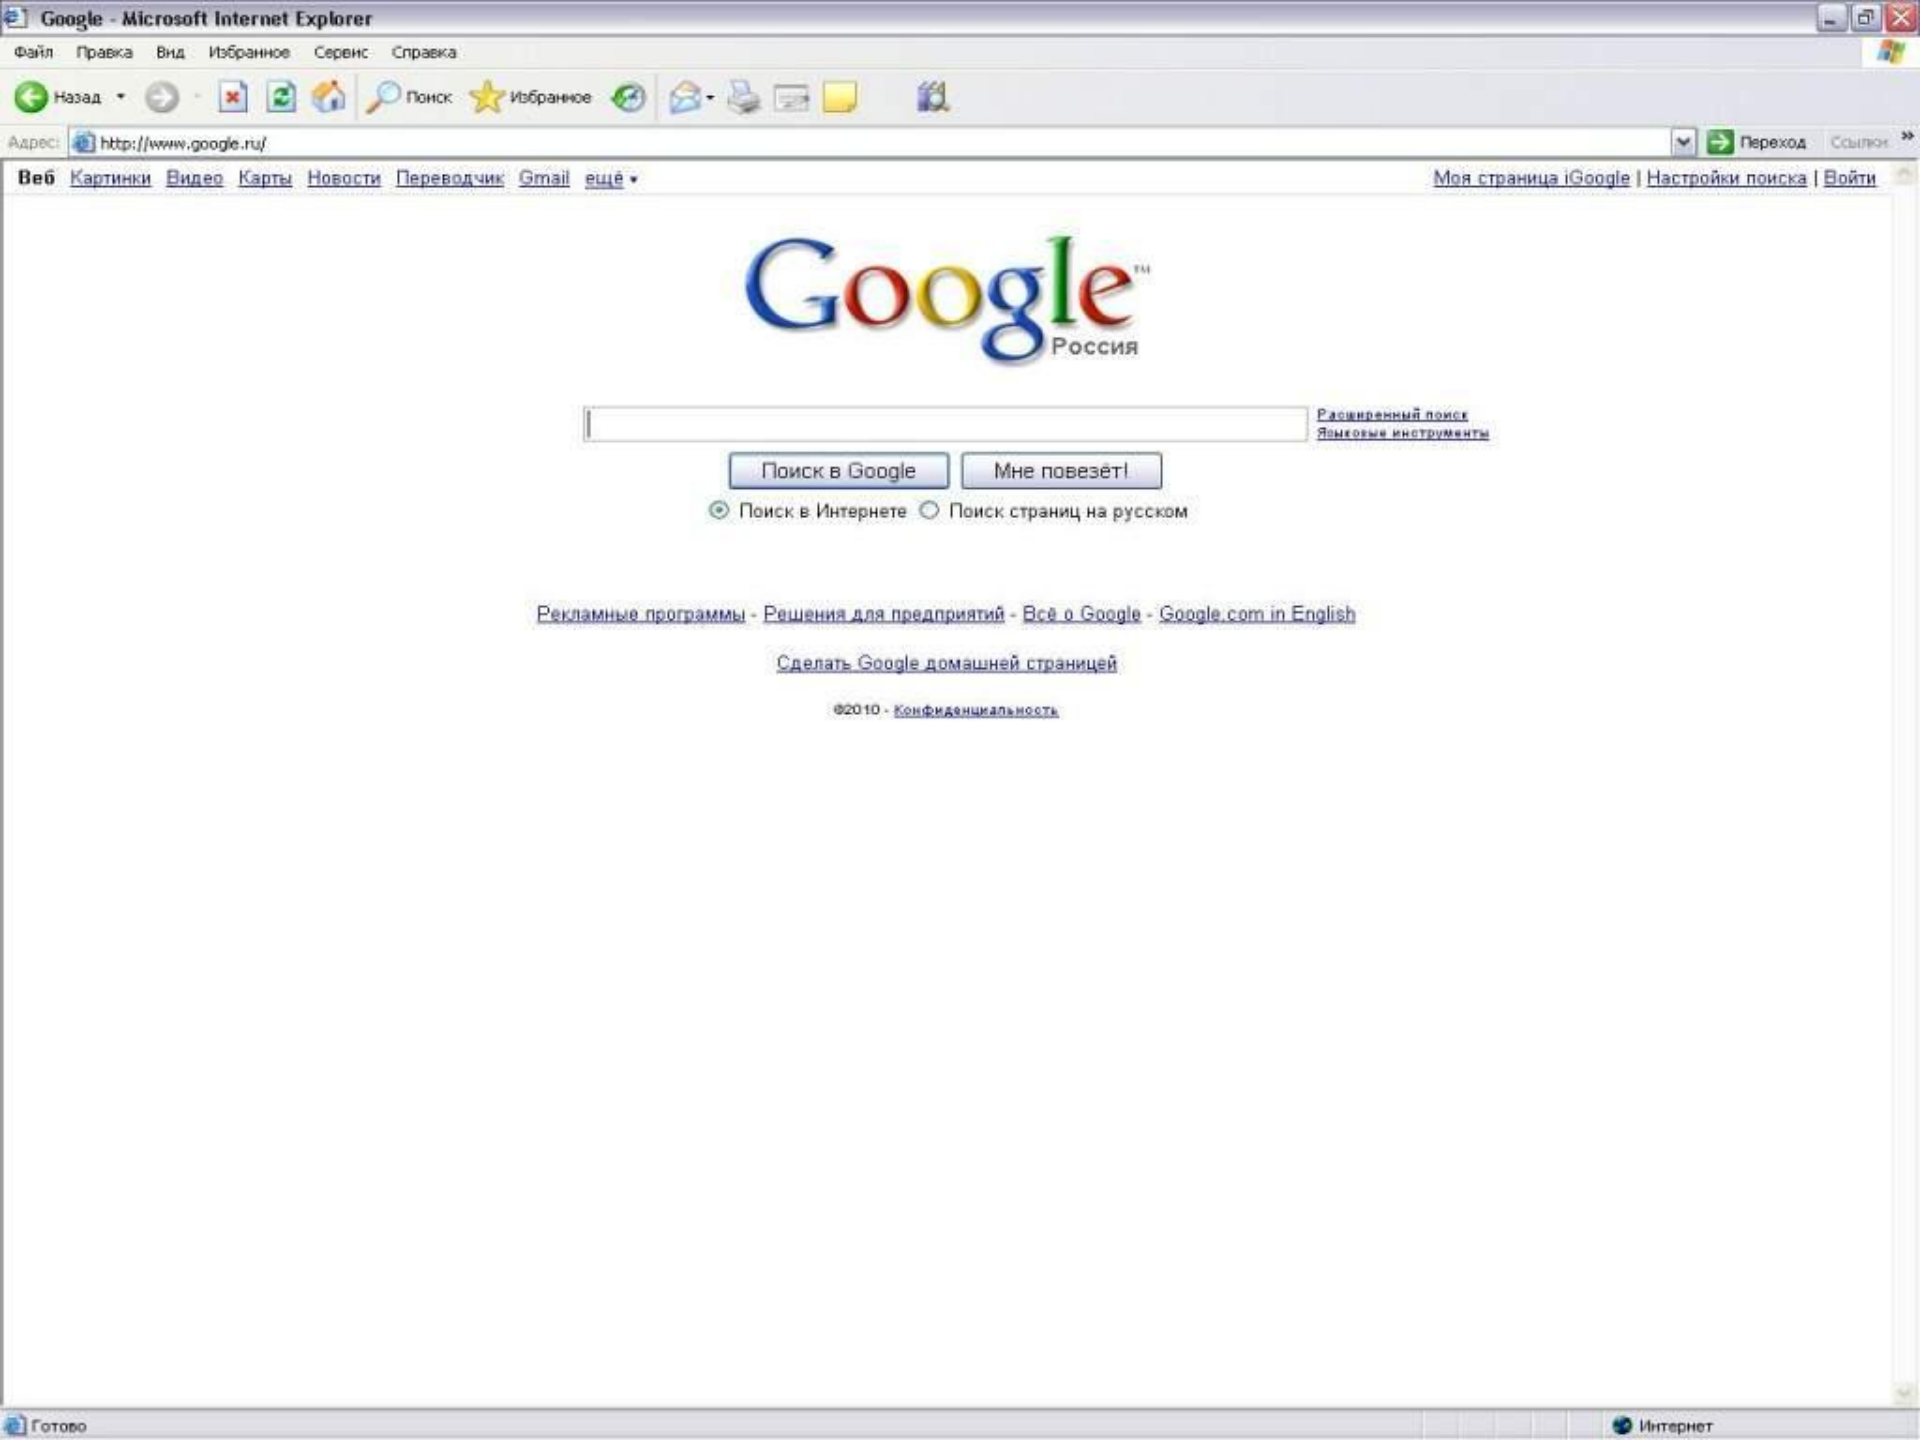 Google - Microsoft Internet Explorer
Файл Правка Вид Избранное Сервис Справка
Назад Поиск Избранное
Адрес: http://www.google.ru/ Переход Ссылки »
Веб Картинки Видео Карты Новости Переводчик Gmail ещё ▾ Моя страница iGoogle | Настройки поиска | Войти
Google™
Россия
Расширенный поиск
Языковые инструменты
Поиск в Google Мне повезёт!
Поиск в Интернете Поиск страниц на русском
Рекламные программы - Решения для предприятий - Всё о Google - Google.com in English
Сделать Google домашней страницей
©2010 - Конфиденциальность
Готово Интернет